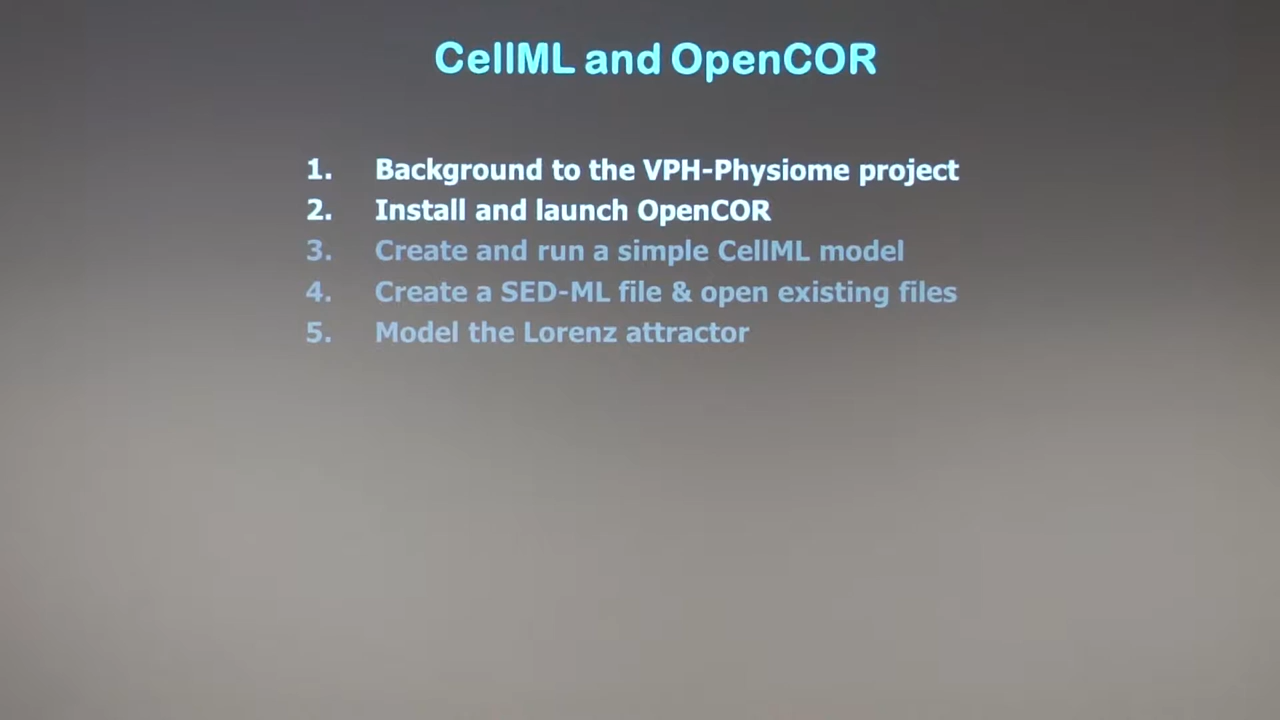 CellML and OpenCOR
1. Background to the VPH-Physiome project
2. Install and launch OpenCOR
3. Create and run a simple CellML model
4. Create a SED-ML file & open existing files
5. Model the Lorenz attractor